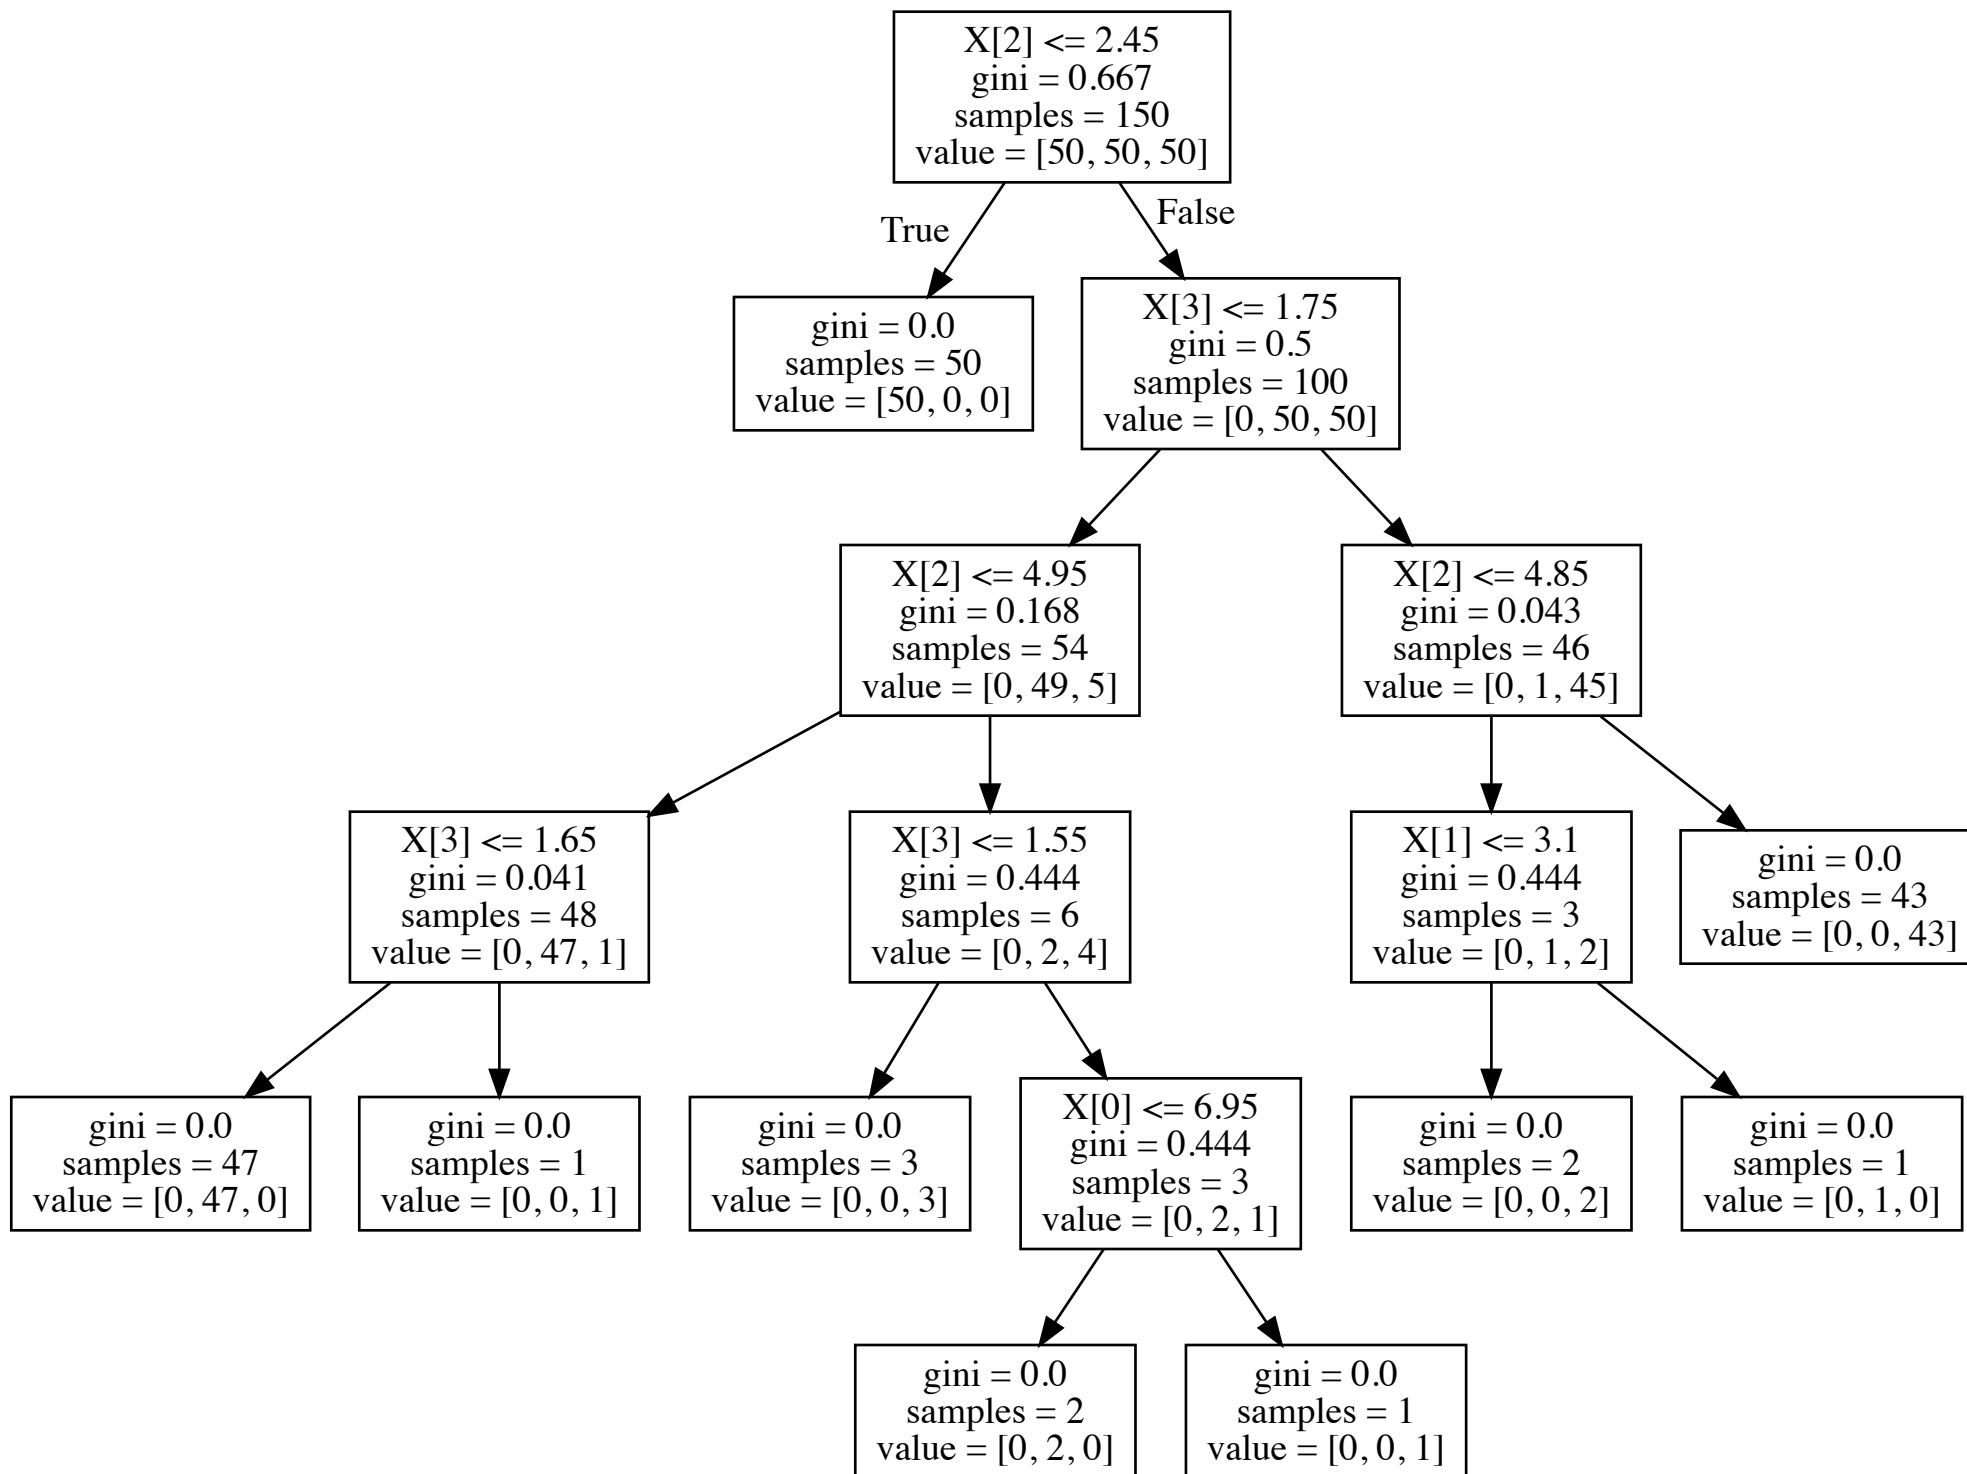 X[2] <= 2.45
gini = 0.667
samples = 150
value = [50, 50, 50]
True
False
gini = 0.0
samples = 50
value = [50, 0, 0]
X[3] <= 1.75
gini = 0.5
samples = 100
value = [0, 50, 50]
X[2] <= 4.95
gini = 0.168
samples = 54
value = [0, 49, 5]
X[2] <= 4.85
gini = 0.043
samples = 46
value = [0, 1, 45]
X[3] <= 1.65
gini = 0.041
samples = 48
value = [0, 47, 1]
X[3] <= 1.55
gini = 0.444
samples = 6
value = [0, 2, 4]
X[1] <= 3.1
gini = 0.444
samples = 3
value = [0, 1, 2]
gini = 0.0
samples = 43
value = [0, 0, 43]
gini = 0.0
samples = 47
value = [0, 47, 0]
gini = 0.0
samples = 1
value = [0, 0, 1]
gini = 0.0
samples = 3
value = [0, 0, 3]
X[0] <= 6.95
gini = 0.444
samples = 3
value = [0, 2, 1]
gini = 0.0
samples = 2
value = [0, 0, 2]
gini = 0.0
samples = 1
value = [0, 1, 0]
gini = 0.0
samples = 2
value = [0, 2, 0]
gini = 0.0
samples = 1
value = [0, 0, 1]